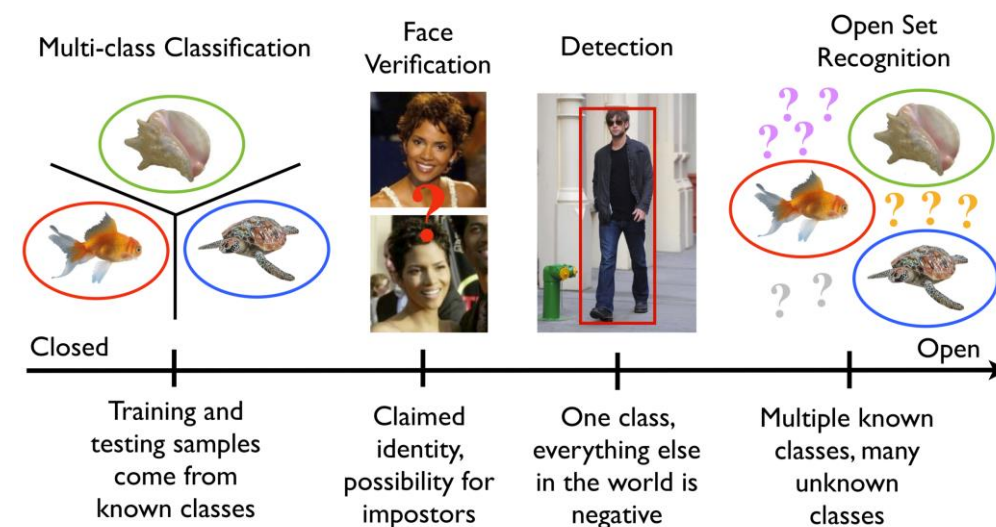 Multi-class Classification
Face
Verification
Detection
Open Set
Recognition
?
? ?
? ?
? ? ?
? ?
Closed
Open
Training and
testing samples
come from
known classes
Claimed
identity,
possibility for
impostors
One class,
everything else
in the world is
negative
Multiple known
classes, many
unknown
classes